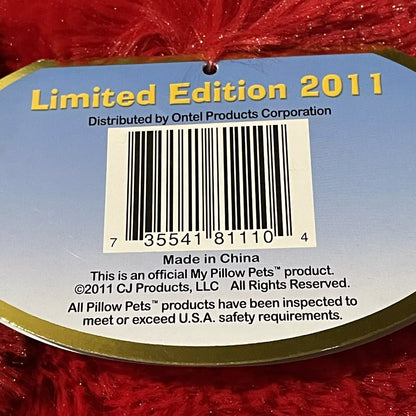 Limited Edition 2011
Distributed by Ontel Products Corporation
7 35541 81110 4
Made in China
This is an official My Pillow Pets™ product.
©2011 CJ Products, LLC All Rights Reserved.
All Pillow Pets™ products have been inspected to
meet or exceed U.S.A. safety requirements.